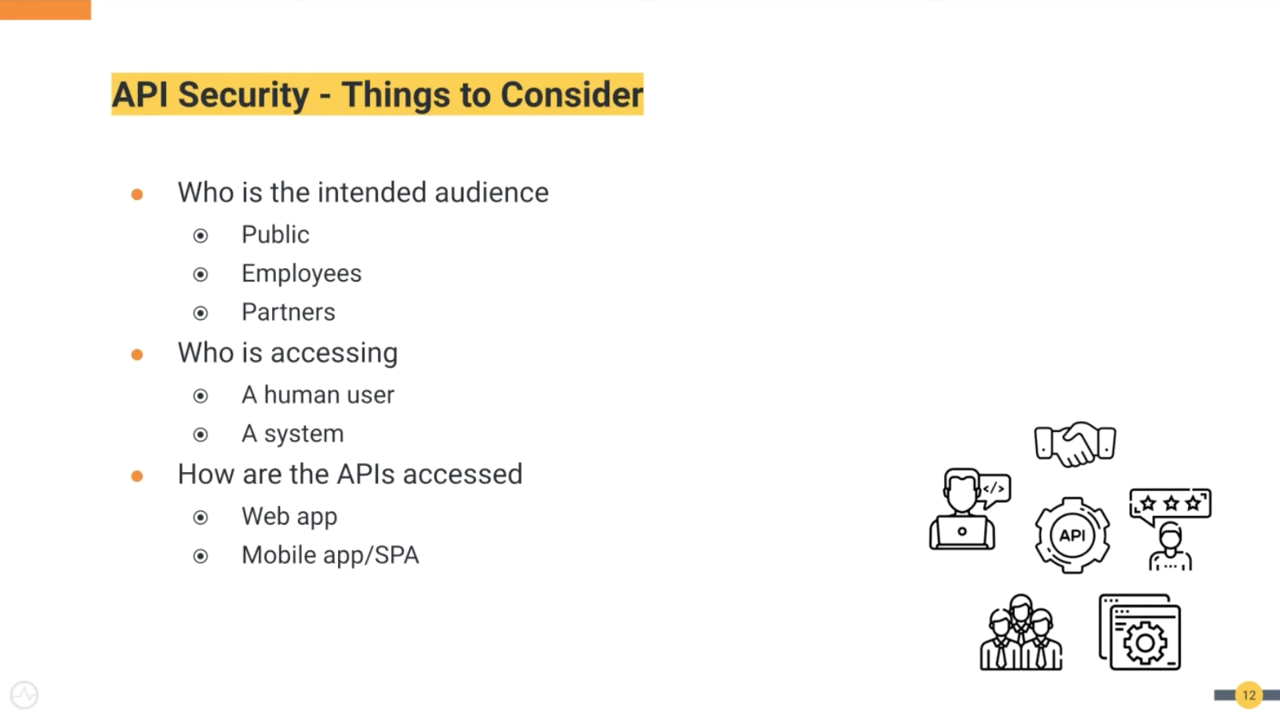 API Security - Things to Consider
Who is the intended audience
Public
Employees
Partners
Who is accessing
A human user
A system
How are the APIs accessed
Web app
Mobile app/SPA
</>
API
12